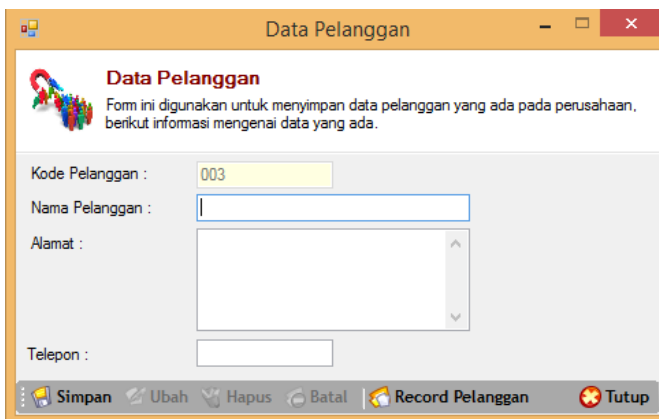 Data Pelanggan
Data Pelanggan
Form ini digunakan untuk menyimpan data pelanggan yang ada pada perusahaan,
berikut informasi mengenai data yang ada.
Kode Pelanggan : 003
Nama Pelanggan :
Alamat :
Telepon :
Simpan Ubah Hapus Batal Record Pelanggan Tutup